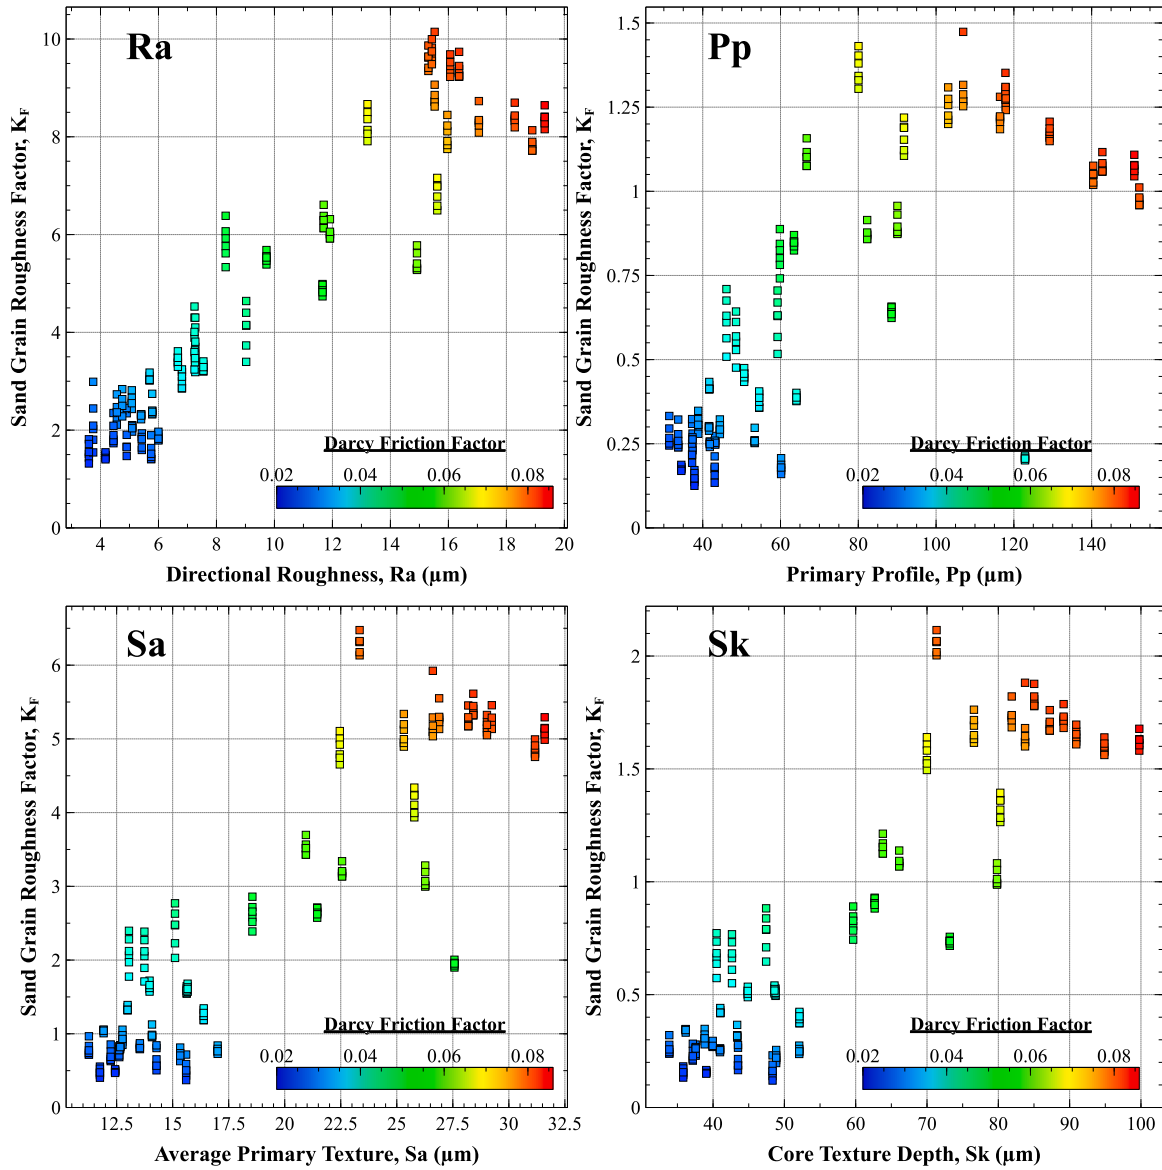 Ra
Sand Grain Roughness Factor, K_F
10
8
6
4
2
0
Darcy Friction Factor
0.02 0.04 0.06 0.08
4 6 8 10 12 14 16 18 20
Directional Roughness, Ra (μm)
Pp
Sand Grain Roughness Factor, K_F
1.5
1.25
1
0.75
0.5
0.25
0
Darcy Friction Factor
0.02 0.04 0.06 0.08
40 60 80 100 120 140
Primary Profile, Pp (μm)
Sa
Sand Grain Roughness Factor, K_F
6
5
4
3
2
1
0
Darcy Friction Factor
0.02 0.04 0.06 0.08
12.5 15 17.5 20 22.5 25 27.5 30 32.5
Average Primary Texture, Sa (μm)
Sk
Sand Grain Roughness Factor, K_F
2
1.5
1
0.5
0
Darcy Friction Factor
0.02 0.04 0.06 0.08
40 50 60 70 80 90 100
Core Texture Depth, Sk (μm)